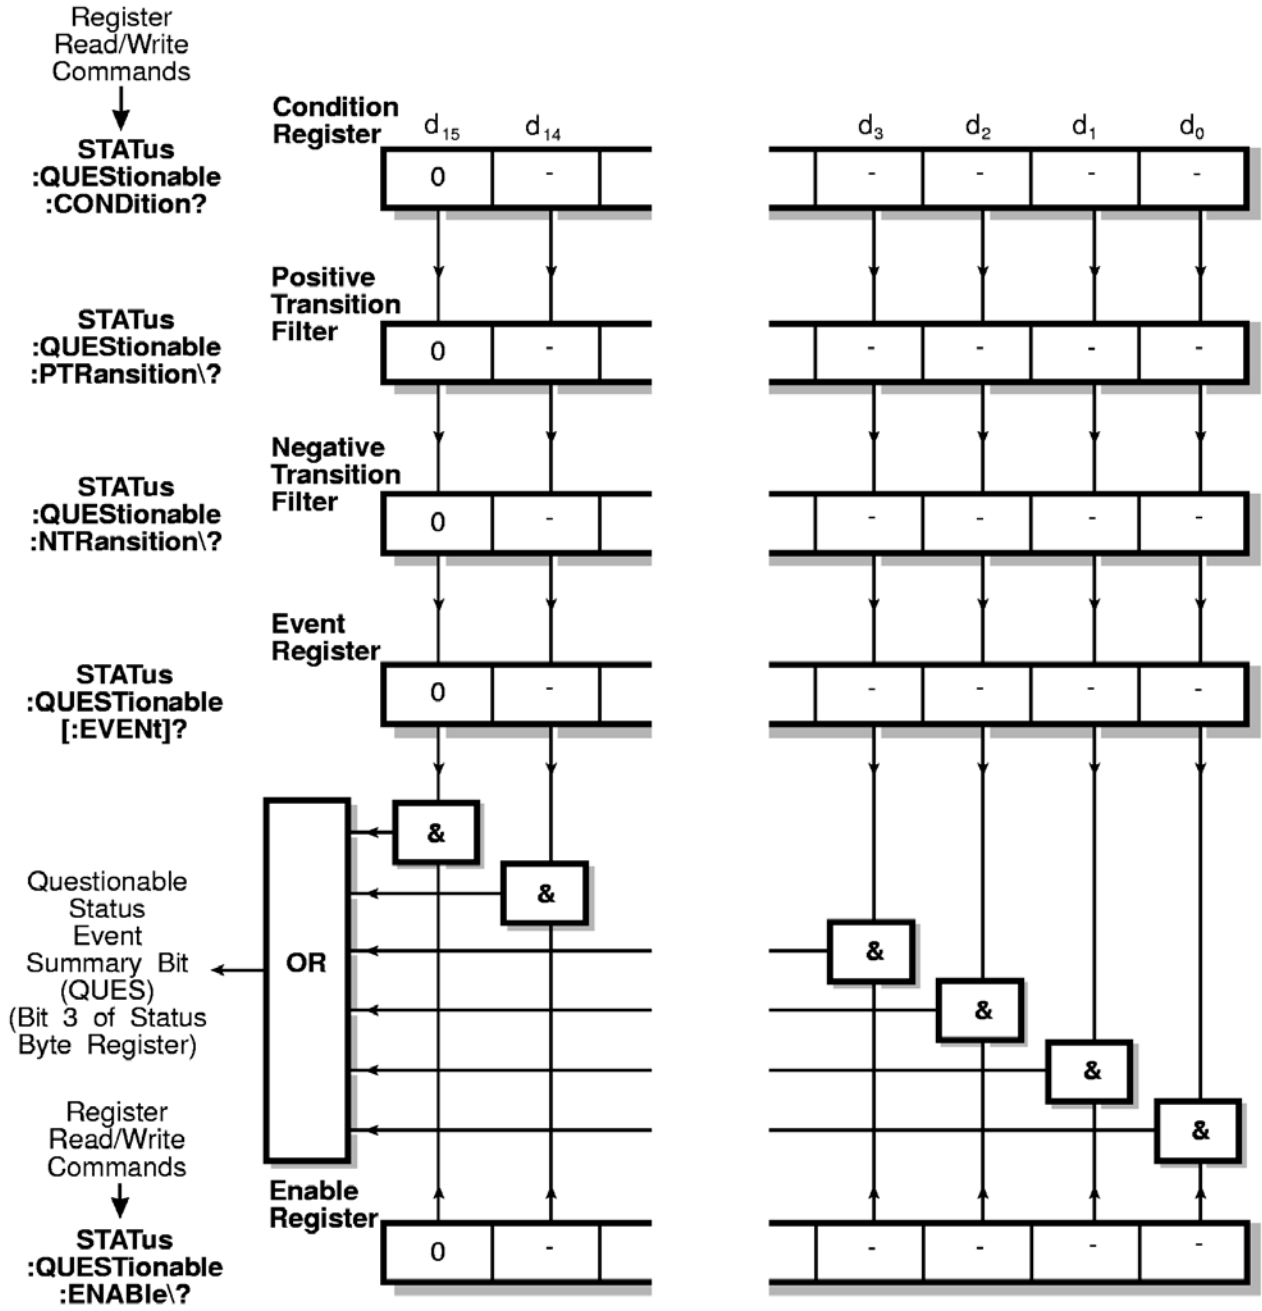 Register
Read/Write
Commands
STATus
:QUEStionable
:CONDition?
Condition
Register
d15 d14 d3 d2 d1 d0
0 - - - - -
STATus
:QUEStionable
:PTRansition\?
Positive
Transition
Filter
0 - - - - -
STATus
:QUEStionable
:NTRansition\?
Negative
Transition
Filter
0 - - - - -
STATus
:QUESTionable
[:EVENt]?
Event
Register
0 - - - - -
&
&
&
&
&
&
OR
Questionable
Status
Event
Summary Bit
(QUES)
(Bit 3 of Status
Byte Register)
Register
Read/Write
Commands
STATus
:QUESTionable
:ENABle\?
Enable
Register
0 - - - - -